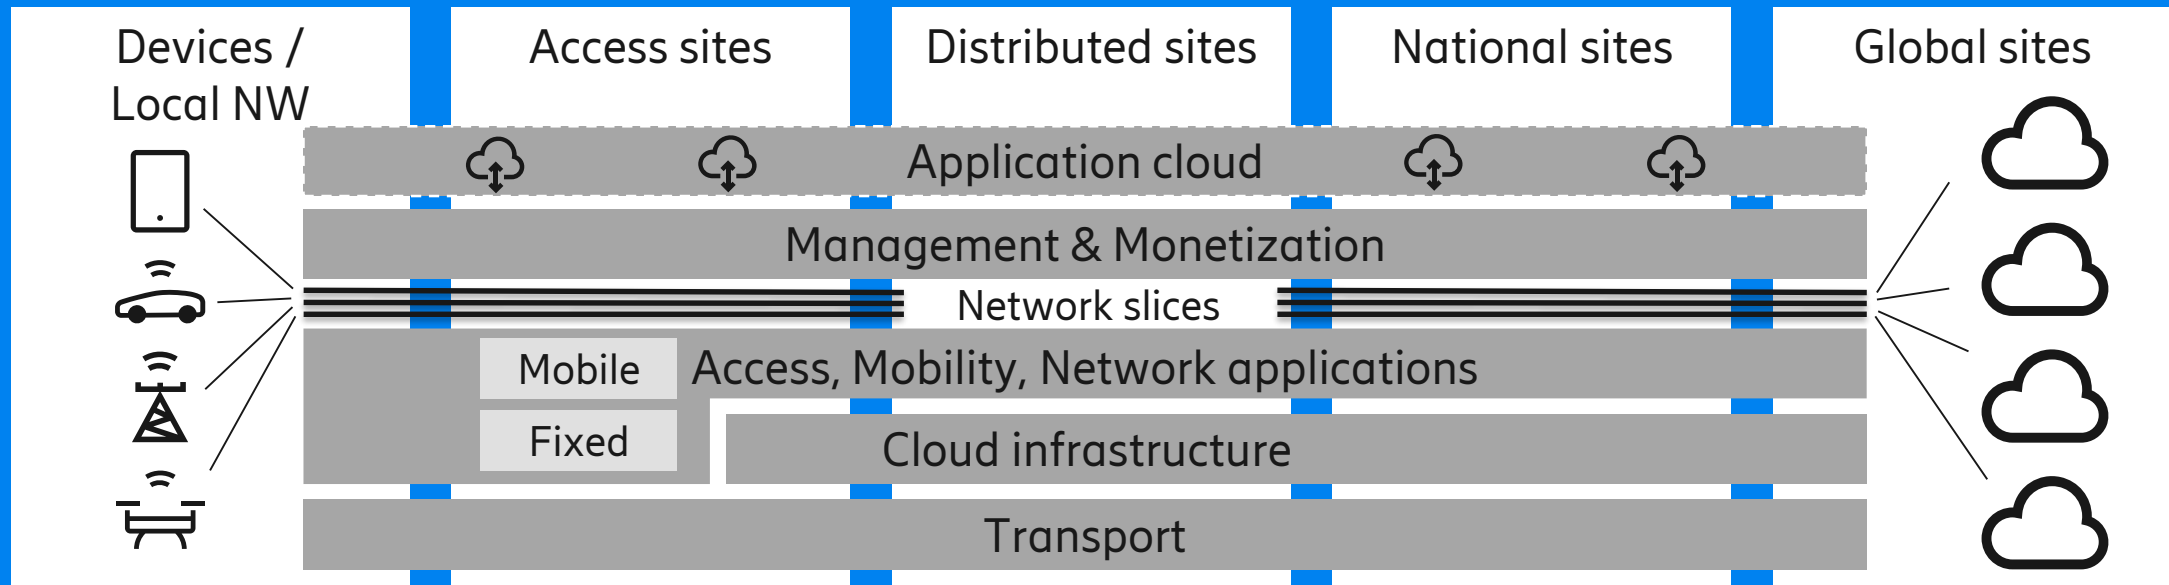 Devices /
Local NW
Access sites
Distributed sites
National sites
Global sites
Application cloud
Management & Monetization
Network slices
Mobile
Access, Mobility, Network applications
Fixed
Cloud infrastructure
Transport